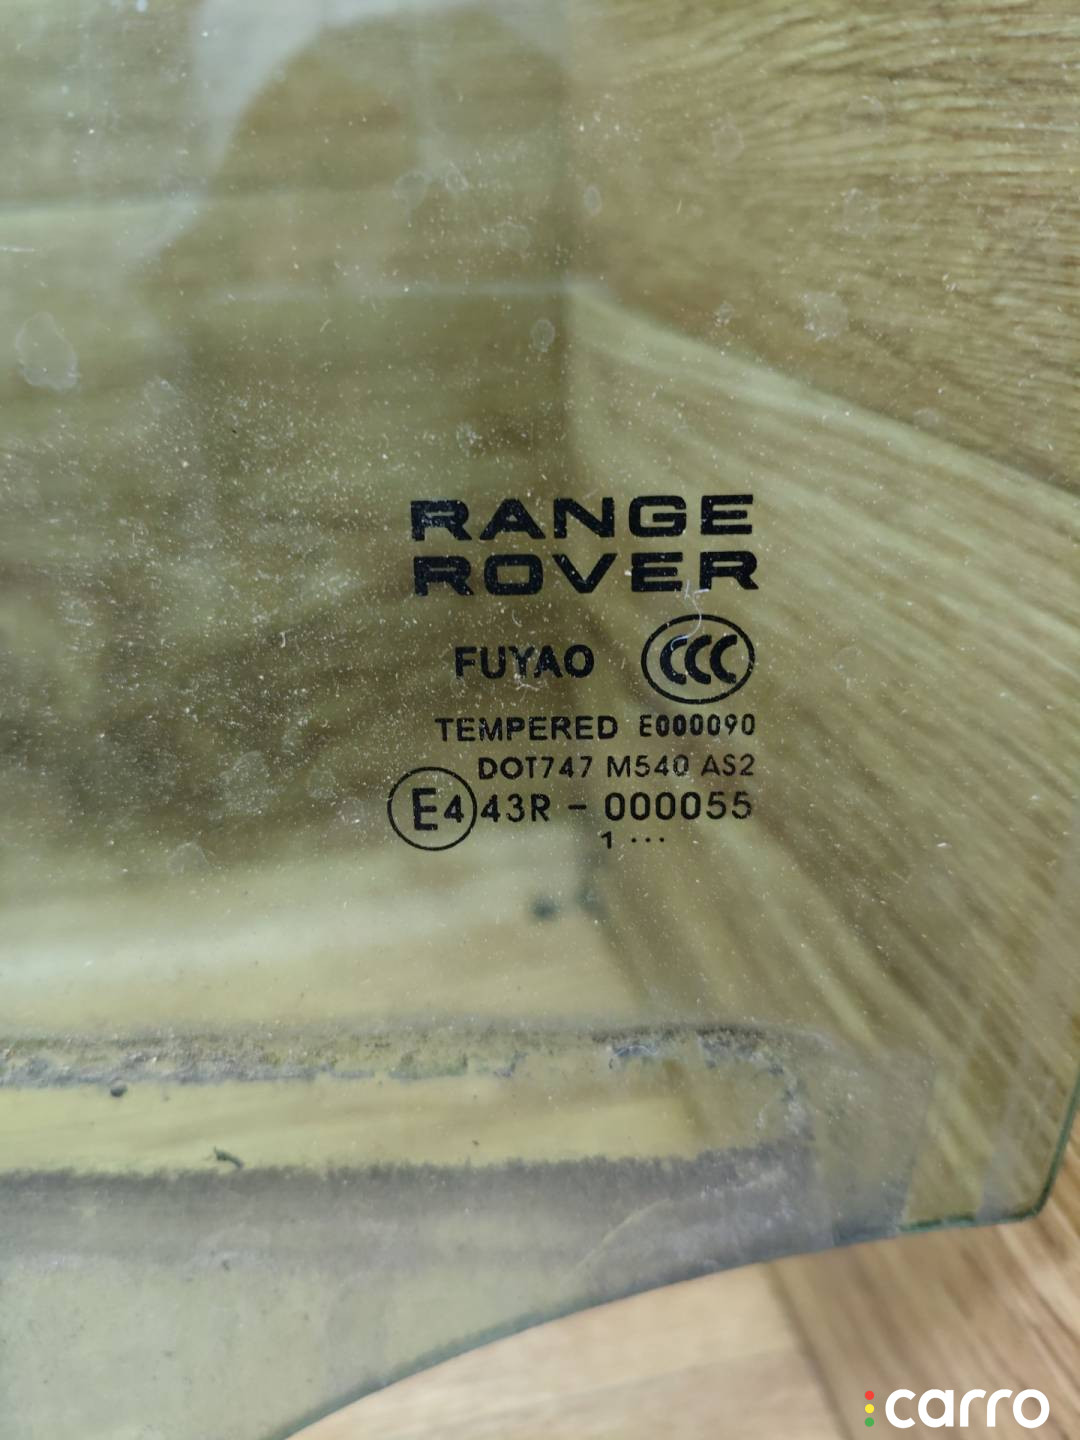 RANGE
ROVER
FUYAO CCC
TEMPERED E000090
DOT747 M540 AS2
E4 43R - 000055
1 ...
carro